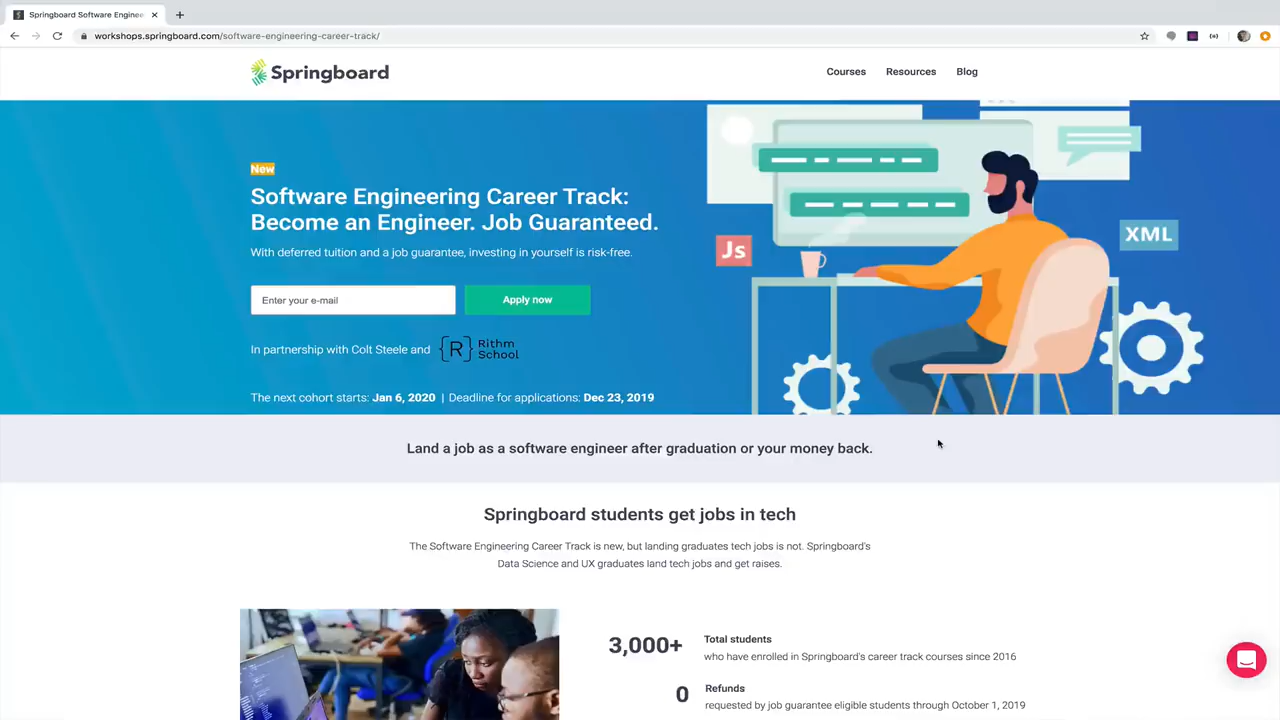 Springboard Software Enginee
workshops.springboard.com/software-engineering-career-track/
Springboard
Courses
Resources
Blog
New
Software Engineering Career Track:
Become an Engineer. Job Guaranteed.
With deferred tuition and a job guarantee, investing in yourself is risk-free.
Enter your e-mail
Apply now
In partnership with Colt Steele and
{R} Rithm
School
The next cohort starts: Jan 6, 2020 | Deadline for applications: Dec 23, 2019
Js
XML
Land a job as a software engineer after graduation or your money back.
Springboard students get jobs in tech
The Software Engineering Career Track is new, but landing graduates tech jobs is not. Springboard's
Data Science and UX graduates land tech jobs and get raises.
3,000+
Total students
who have enrolled in Springboard's career track courses since 2016
0
Refunds
requested by job guarantee eligible students through October 1, 2019